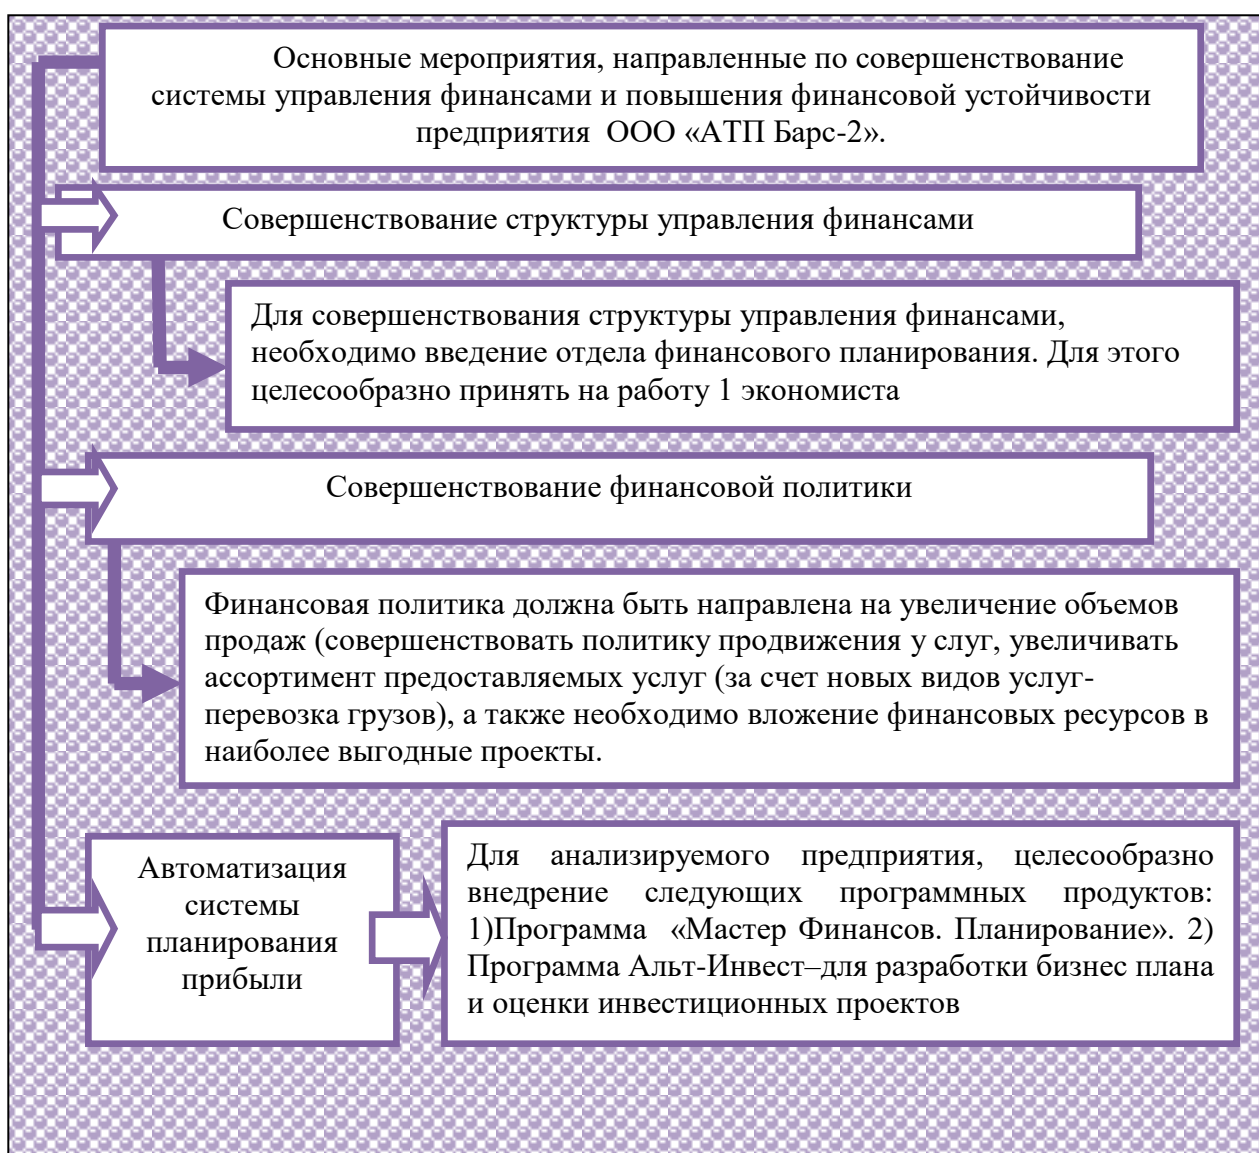 Основные мероприятия, направленные по совершенствование
системы управления финансами и повышения финансовой устойчивости
предприятия ООО «АТП Барс-2».
Совершенствование структуры управления финансами
Для совершенствования структуры управления финансами,
необходимо введение отдела финансового планирования. Для этого
целесообразно принять на работу 1 экономиста
Совершенствование финансовой политики
Финансовая политика должна быть направлена на увеличение объемов
продаж (совершенствовать политику продвижения у слуг, увеличивать
ассортимент предоставляемых услуг (за счет новых видов услуг-
перевозка грузов), а также необходимо вложение финансовых ресурсов в
наиболее выгодные проекты.
Автоматизация
системы
планирования
прибыли
Для анализируемого предприятия, целесообразно
внедрение следующих программных продуктов:
1)Программа «Мастер Финансов. Планирование». 2)
Программа Альт-Инвест–для разработки бизнес плана
и оценки инвестиционных проектов